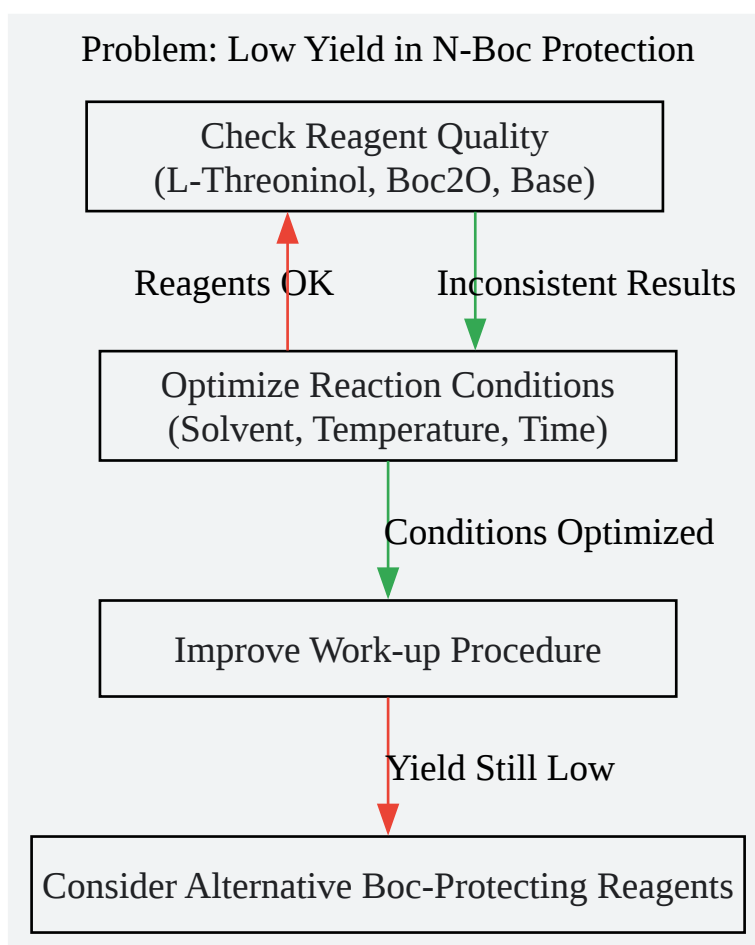 Problem: Low Yield in N-Boc Protection
Check Reagent Quality
(L-Threoninol, Boc2O, Base)
Reagents OK
Inconsistent Results
Optimize Reaction Conditions
(Solvent, Temperature, Time)
Conditions Optimized
Improve Work-up Procedure
Yield Still Low
Consider Alternative Boc-Protecting Reagents